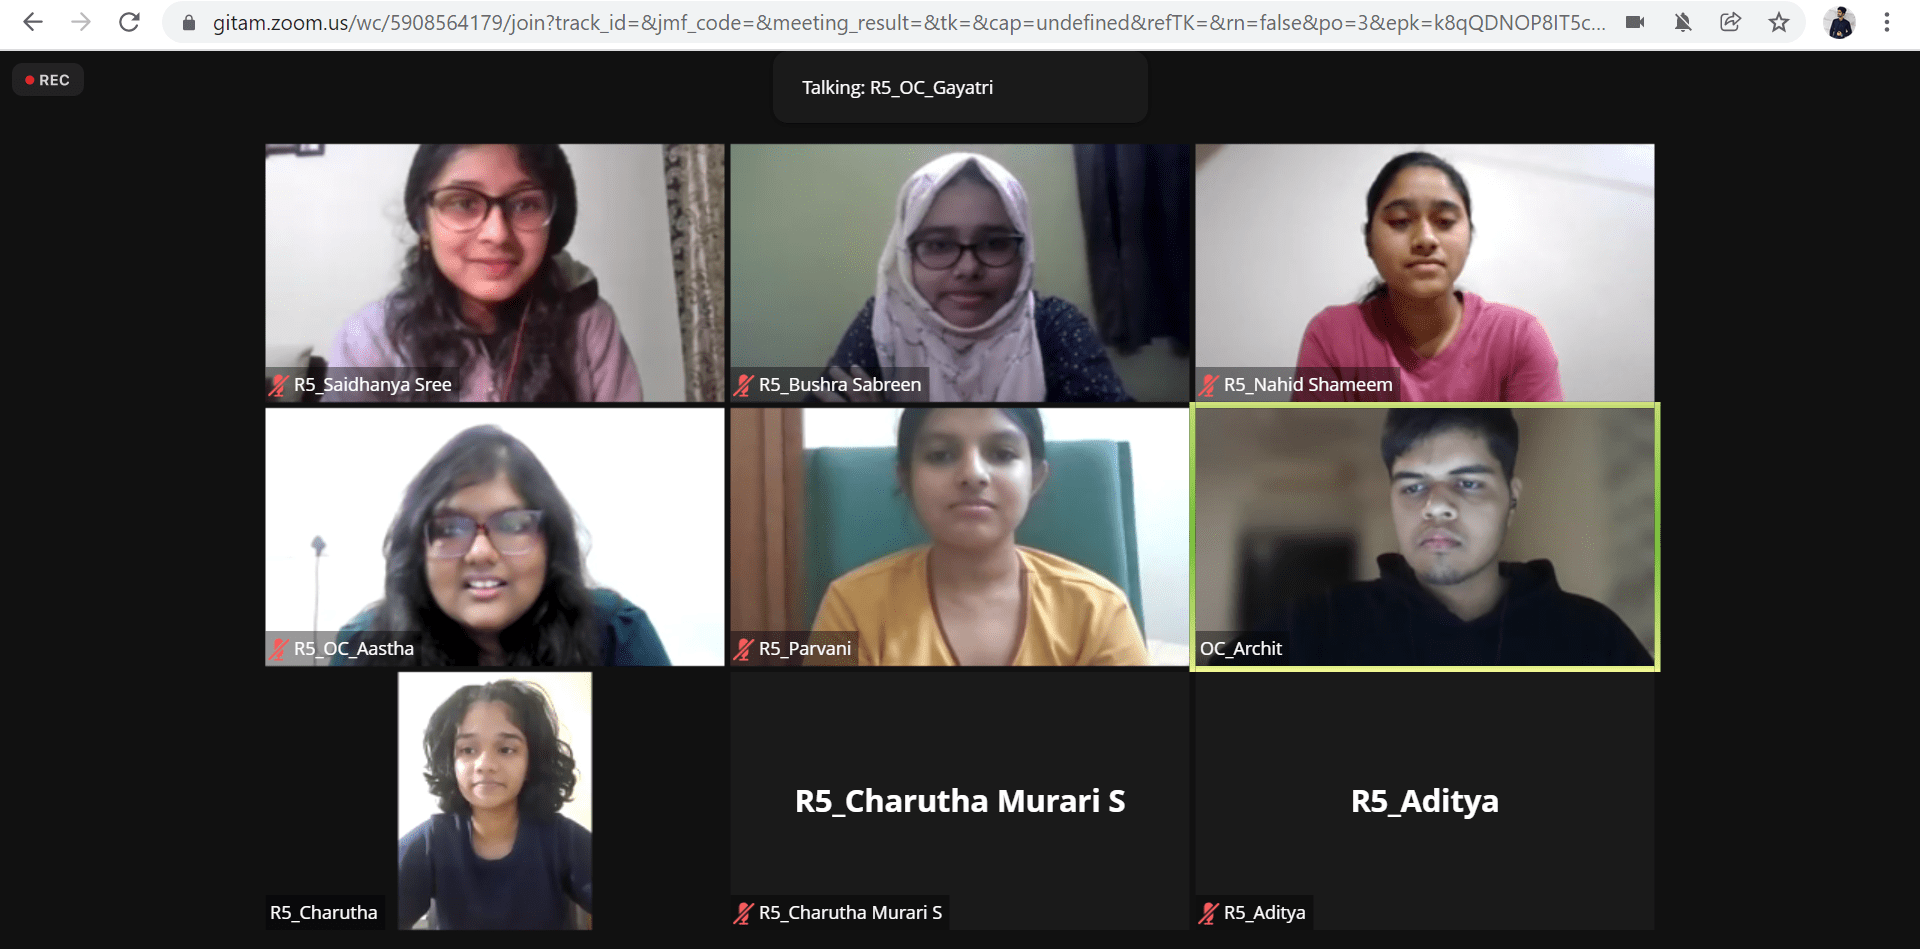 gitam.zoom.us/wc/5908564179/join?track_id=&jmf_code=&meeting_result=&tk=&cap=undefined&refTK=&rn=false&po=3&epk=k8qQDNOP8IT5c...
REC
Talking: R5_OC_Gayatri
R5_Saidhanya Sree
R5_Bushra Sabreen
R5_Nahid Shameem
R5_OC_Aastha
R5_Parvani
OC_Archit
R5_Charutha Murari S
R5_Aditya
R5_Charutha
R5_Charutha Murari S
R5_Aditya